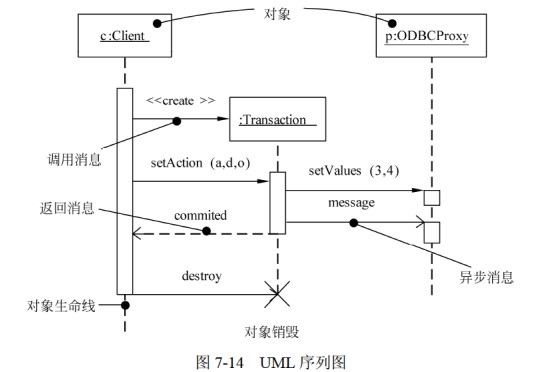 对象
c:Client
p:ODBCProxy
<<create >>
:Transaction
调用消息
setAction (a,d,o)
setValues (3,4)
返回消息
commited
message
异步消息
destroy
对象生命线
对象销毁
图 7-14 UML 序列图